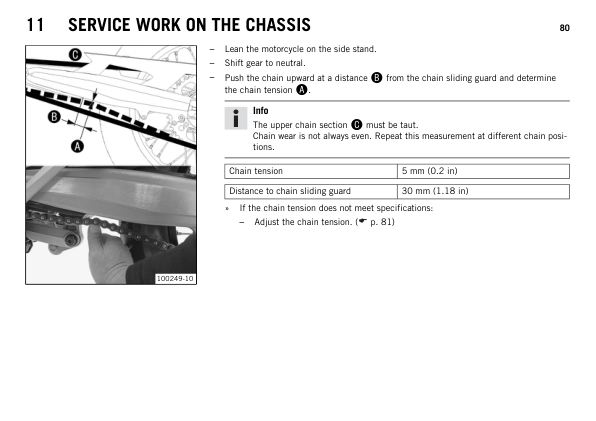 11 SERVICE WORK ON THE CHASSIS 80
C
B
A
100249-10
– Lean the motorcycle on the side stand.
– Shift gear to neutral.
– Push the chain upward at a distance B from the chain sliding guard and determine
the chain tension A.
Info
The upper chain section C must be taut.
Chain wear is not always even. Repeat this measurement at different chain posi-
tions.
Chain tension 5 mm (0.2 in)
Distance to chain sliding guard 30 mm (1.18 in)
» If the chain tension does not meet specifications:
– Adjust the chain tension. (☛ p. 81)